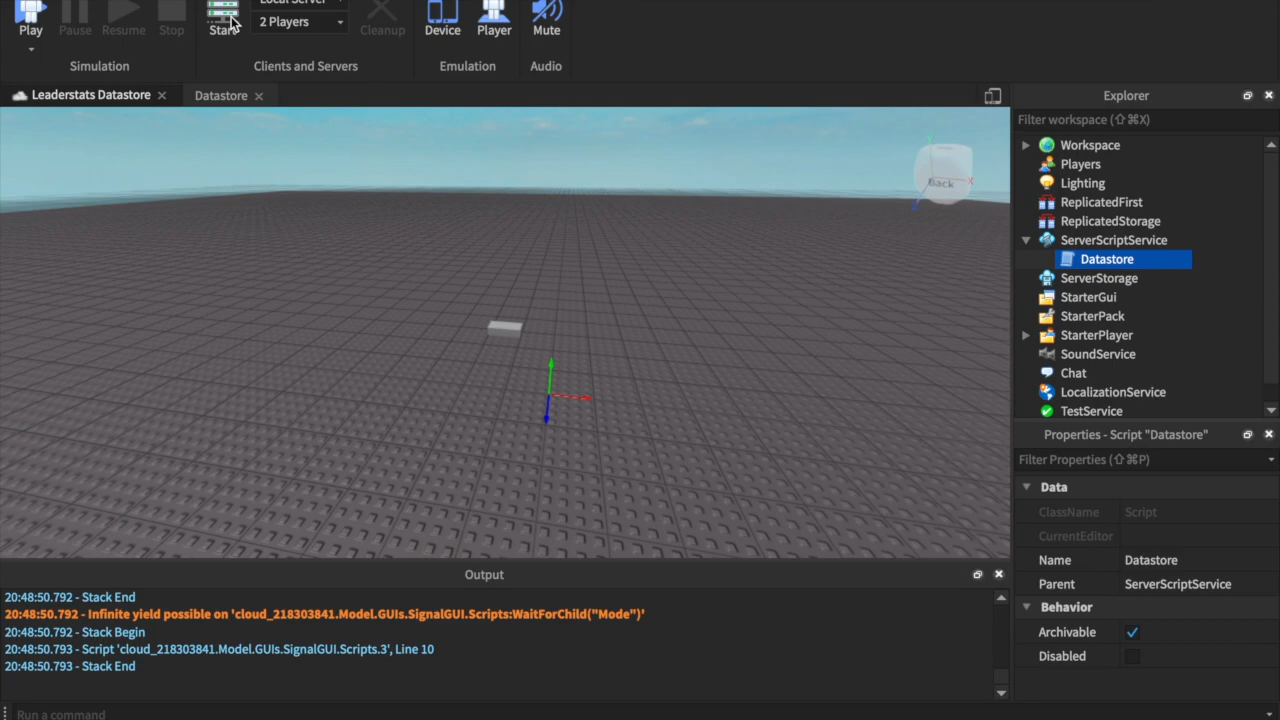 Local Server
Play
Pause
Resume
Stop
Start
2 Players
Cleanup
Device
Player
Mute
Simulation
Clients and Servers
Emulation
Audio
Leaderstats Datastore
Datastore
Explorer
Filter workspace (⇧⌘X)
Workspace
Players
Lighting
ReplicatedFirst
ReplicatedStorage
ServerScriptService
Datastore
ServerStorage
StarterGui
StarterPack
StarterPlayer
SoundService
Chat
LocalizationService
TestService
Back
X
Properties - Script "Datastore"
Filter Properties (⇧⌘P)
Data
ClassName Script
CurrentEditor
Name Datastore
Parent ServerScriptService
Behavior
Archivable
Disabled
Output
20:48:50.792 - Stack End
20:48:50.792 - Infinite yield possible on 'cloud_218303841.Model.GUIs.SignalGUI.Scripts:WaitForChild("Mode")'
20:48:50.792 - Stack Begin
20:48:50.793 - Script 'cloud_218303841.Model.GUIs.SignalGUI.Scripts.3', Line 10
20:48:50.793 - Stack End
Run a command